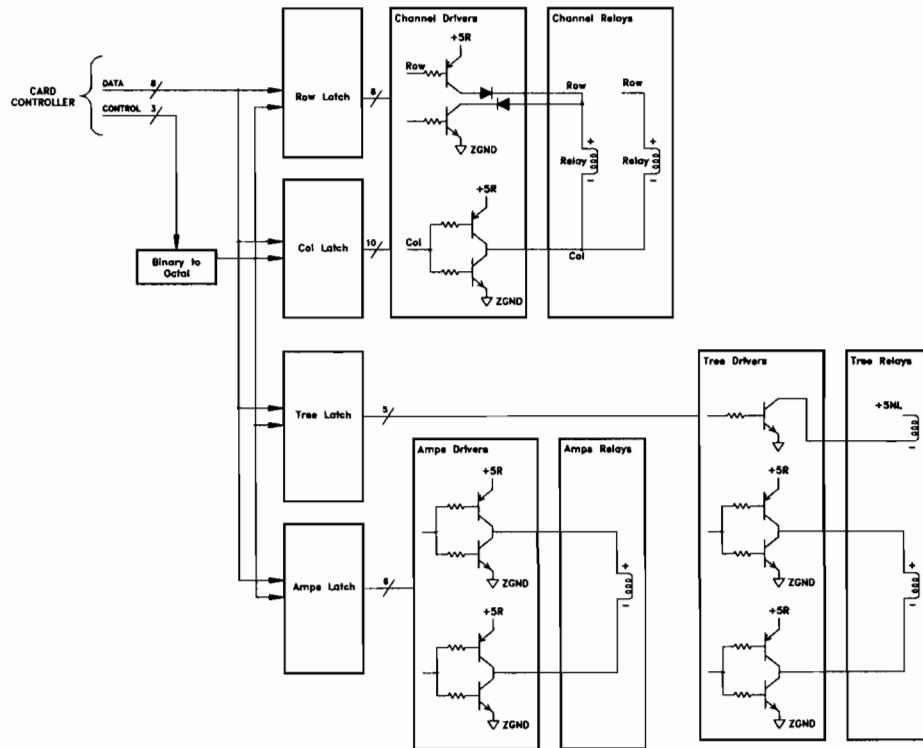 Channel Drivers
Channel Relays
+5R
Row
Row
Row
CARD
CONTROLLER
DATA
8
CONTROL
3
Row Latch
8
ZGND
+
Relay
-
+
Relay
-
+5R
Col Latch
10
Col
Col
ZGND
Binary to
Octal
Tree Drivers
Tree Relays
Tree Latch
5
+5NL
-
Amps Drivers
Amps Relays
+5R
+5R
+
-
+
-
ZGND
ZGND
Amps Latch
6
+5R
+5R
ZGND
ZGND